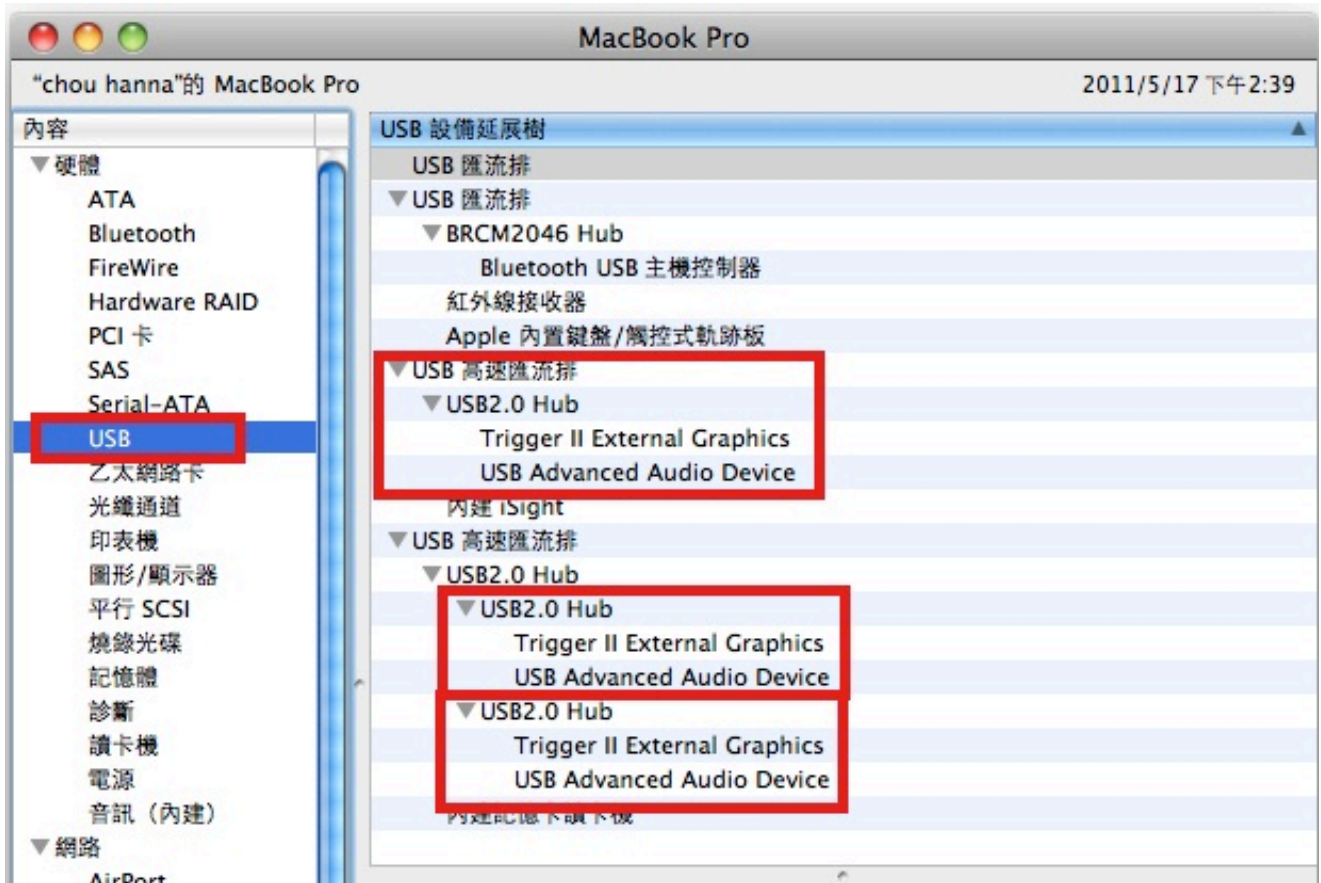 MacBook Pro
“chou hanna”的 MacBook Pro
2011/5/17 下午2:39
內容
硬體
ATA
Bluetooth
FireWire
Hardware RAID
PCI 卡
SAS
Serial-ATA
USB
乙太網路卡
光纖通道
印表機
圖形/顯示器
平行 SCSI
燒錄光碟
記憶體
診斷
讀卡機
電源
音訊（內建）
網路
AirPort
USB 設備延展樹
USB 匯流排
USB 匯流排
BRCM2046 Hub
Bluetooth USB 主機控制器
紅外線接收器
Apple 內置鍵盤/觸控式軌跡板
USB 高速匯流排
USB2.0 Hub
Trigger II External Graphics
USB Advanced Audio Device
內建 iSight
USB 高速匯流排
USB2.0 Hub
USB2.0 Hub
Trigger II External Graphics
USB Advanced Audio Device
USB2.0 Hub
Trigger II External Graphics
USB Advanced Audio Device
內建記憶卡讀卡機